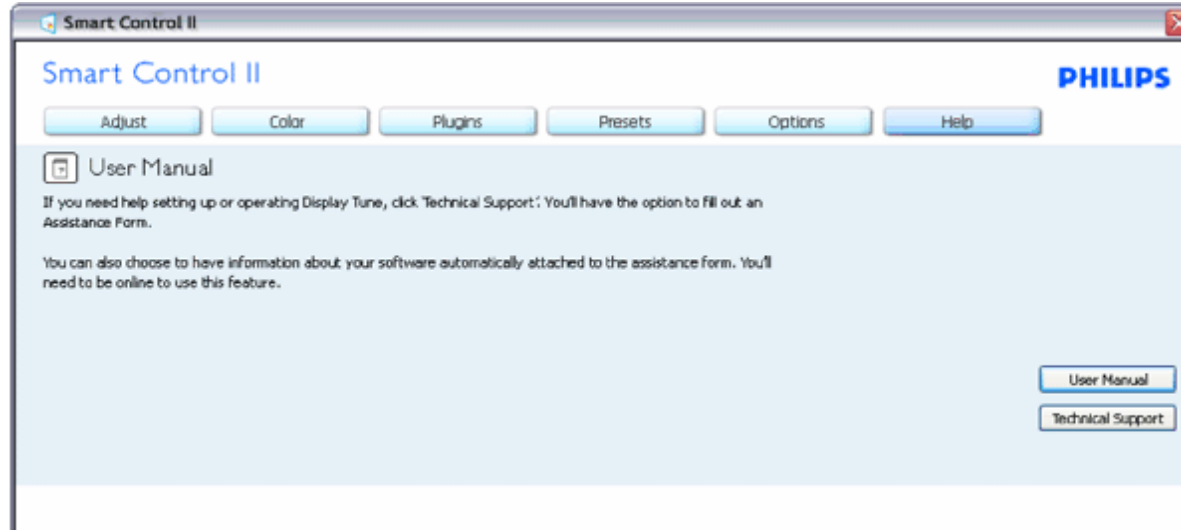 Smart Control II
Smart Control II
PHILIPS
Adjust Color Plugins Presets Options Help
User Manual
If you need help setting up or operating Display Tune, click 'Technical Support'. You'll have the option to fill out an
Assistance Form.
You can also choose to have information about your software automatically attached to the assistance form. You'll
need to be online to use this feature.
User Manual
Technical Support